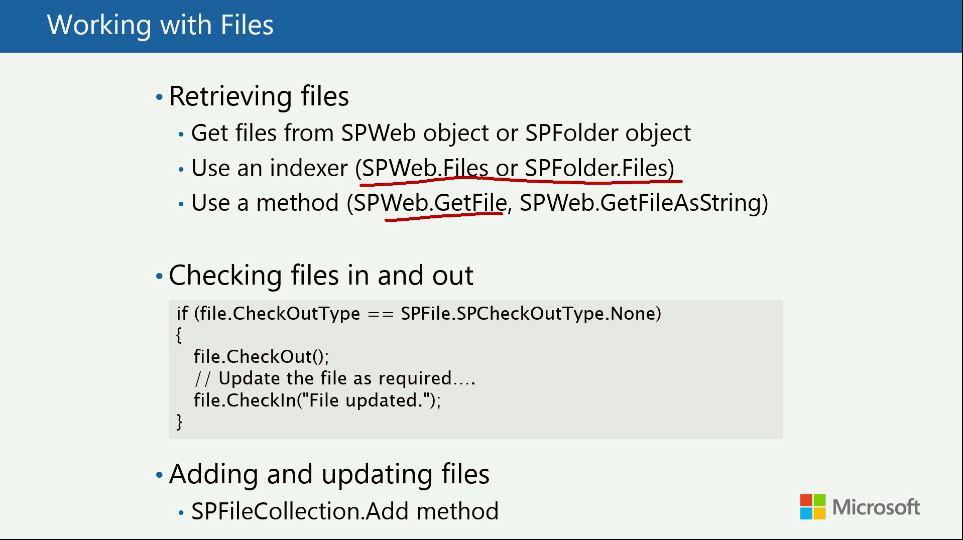 Working with Files
• Retrieving files
• Get files from SPWeb object or SPFolder object
• Use an indexer (SPWeb.Files or SPFolder.Files)
• Use a method (SPWeb.GetFile, SPWeb.GetFileAsString)
• Checking files in and out
if (file.CheckOutType == SPFile.SPCheckOutType.None)
{
file.CheckOut();
// Update the file as required....
file.CheckIn("File updated.");
}
• Adding and updating files
• SPFileCollection.Add method
Microsoft